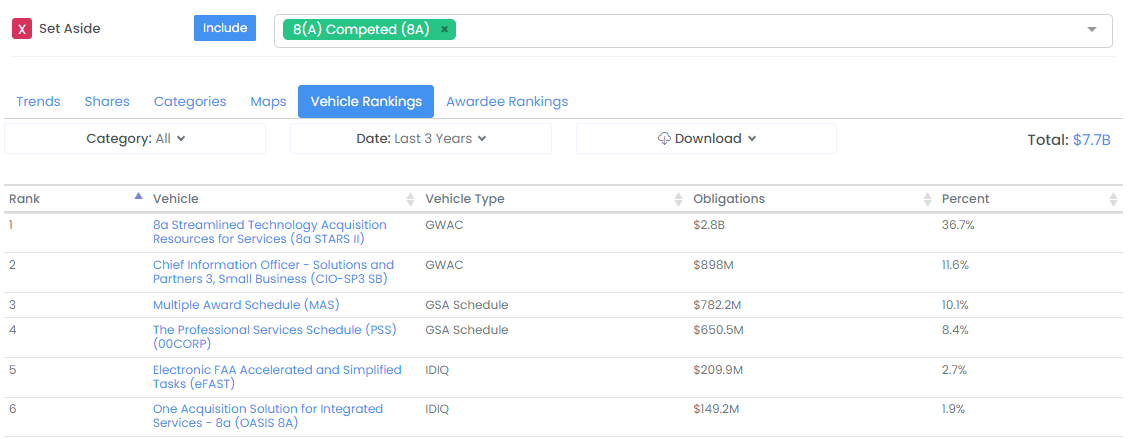 X Set Aside Include 8(A) Competed (8A) ×
Trends Shares Categories Maps Vehicle Rankings Awardee Rankings
Category: All Date: Last 3 Years Download Total: $7.7B
Rank Vehicle Vehicle Type Obligations Percent
1 8a Streamlined Technology Acquisition GWAC $2.8B 36.7%
Resources for Services (8a STARS II)
2 Chief Information Officer - Solutions and GWAC $898M 11.6%
Partners 3, Small Business (CIO-SP3 SB)
3 Multiple Award Schedule (MAS) GSA Schedule $782.2M 10.1%
4 The Professional Services Schedule (PSS) GSA Schedule $650.5M 8.4%
(00CORP)
5 Electronic FAA Accelerated and Simplified IDIQ $209.9M 2.7%
Tasks (eFAST)
6 One Acquisition Solution for Integrated IDIQ $149.2M 1.9%
Services - 8a (OASIS 8A)